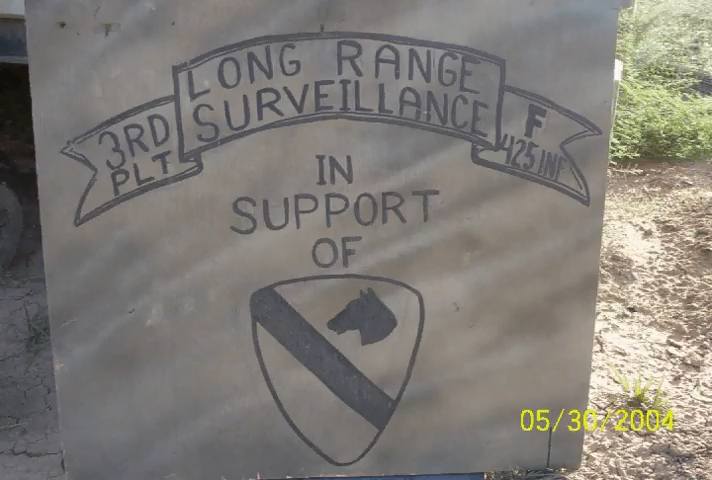 LONG RANGE
SURVEILLANCE
3RD
PLT
F
425 INF
IN
SUPPORT
OF
05/30/2004